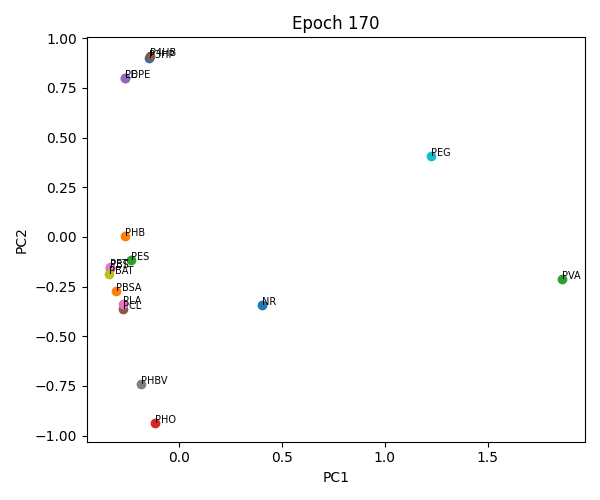 Epoch 170
PC2
1.00
0.75
0.50
0.25
0.00
−0.25
−0.50
−0.75
−1.00
P4HB
LDPE
PEG
PHB
PES
PBAT
PBSA
PLA
PCL
NR
PVA
PHBV
PHO
0.0 0.5 1.0 1.5
PC1